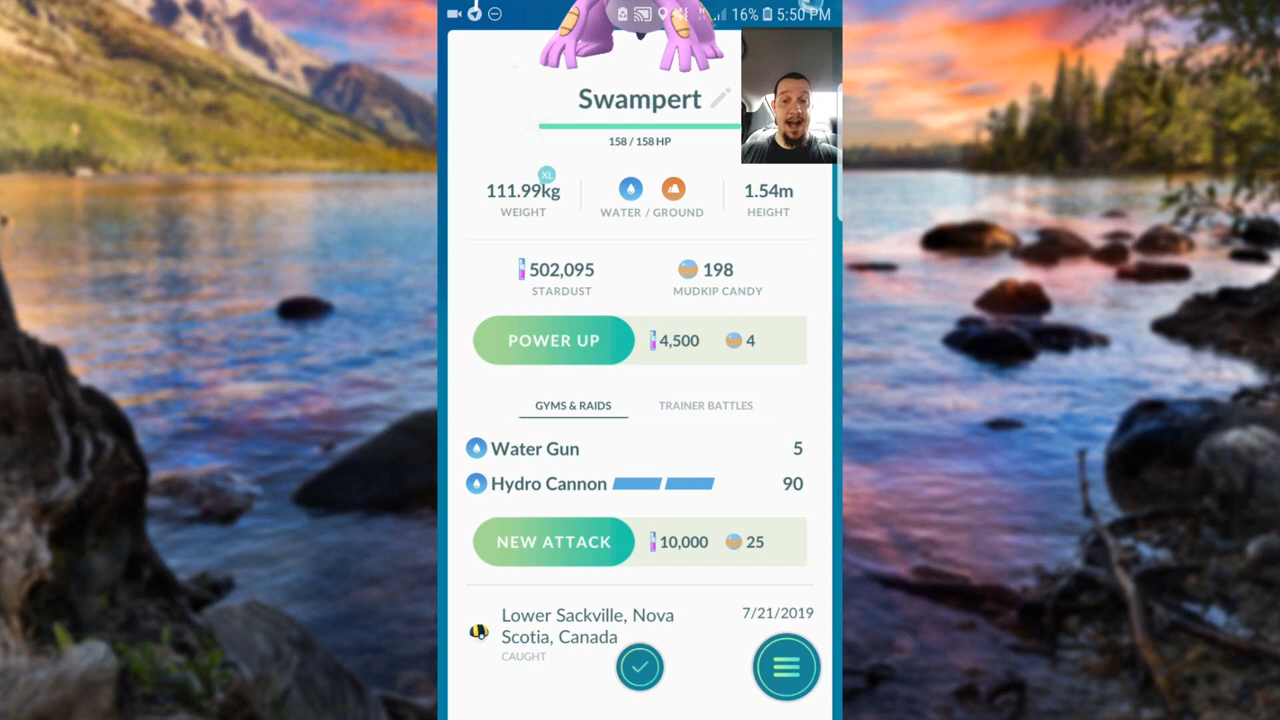 16% 5:50 PM
Swampert
158 / 158 HP
XL
111.99kg
WEIGHT
WATER / GROUND
1.54m
HEIGHT
502,095
STARDUST
198
MUDKIP CANDY
POWER UP 4,500 4
GYMS & RAIDS TRAINER BATTLES
Water Gun 5
Hydro Cannon 90
NEW ATTACK 10,000 25
Lower Sackville, Nova
Scotia, Canada
CAUGHT
7/21/2019